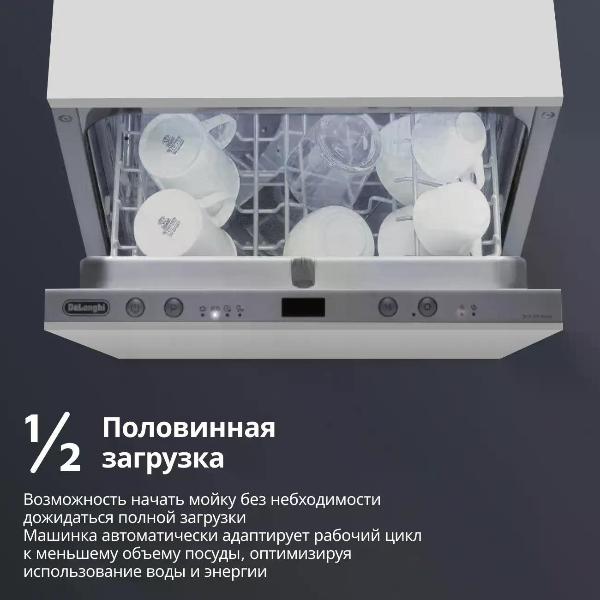 DeLonghi
1/2
Половинная
загрузка
Возможность начать мойку без небходимости
дожидаться полной загрузки
Машинка автоматически адаптирует рабочий цикл
к меньшему объему посуды, оптимизируя
использование воды и энергии